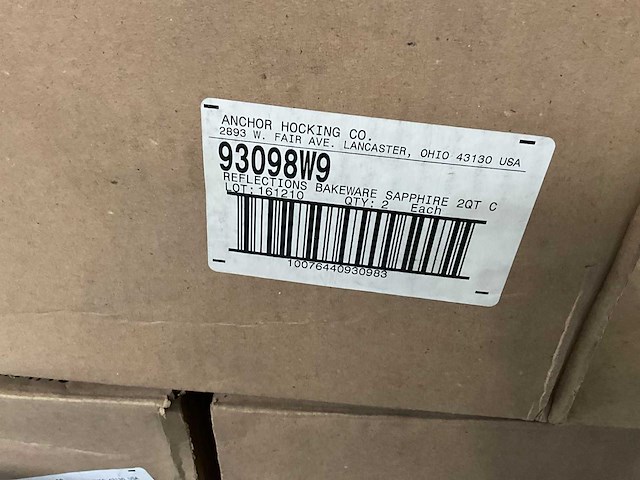 ANCHOR HOCKING CO.
2893 W. FAIR AVE. LANCASTER, OHIO 43130 USA
93098W9
REFLECTIONS BAKEWARE SAPPHIRE 2QT C
LOT: 161210 QTY: 2 Each
10076440930983